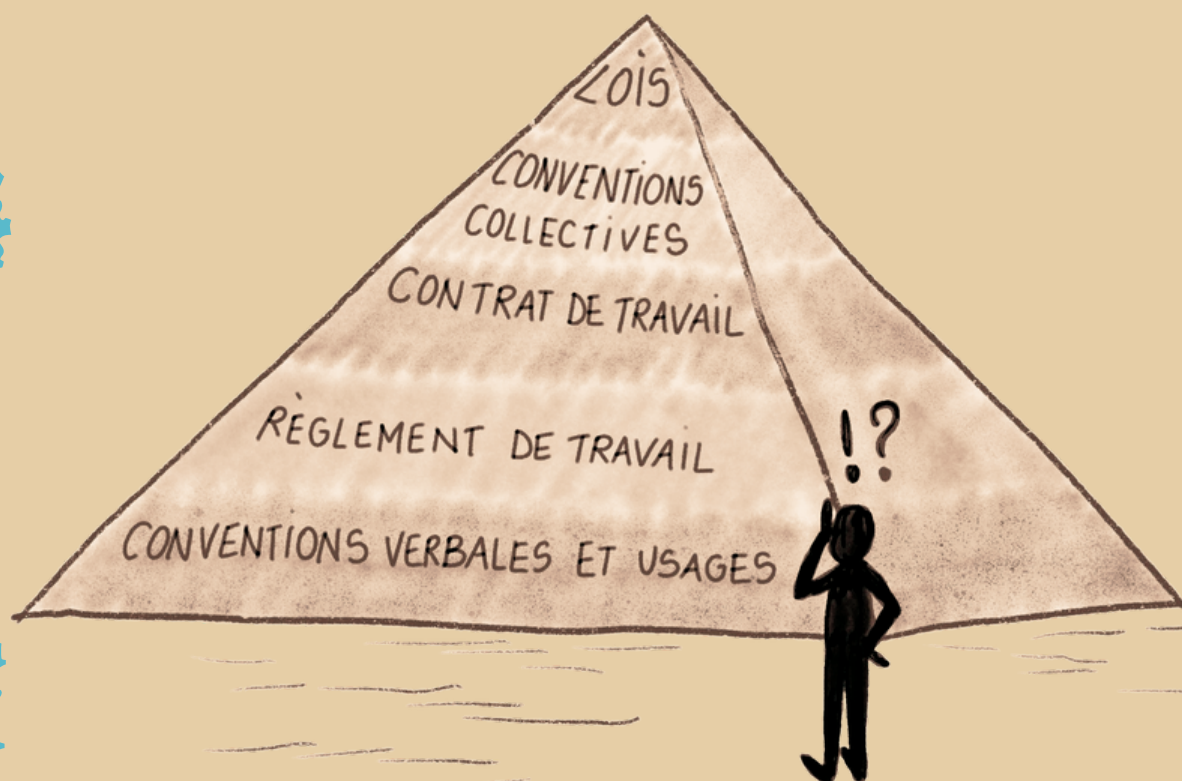 LOIS
CONVENTIONS
COLLECTIVES
CONTRAT DE TRAVAIL
RÈGLEMENT DE TRAVAIL
CONVENTIONS VERBALES ET USAGES
!?